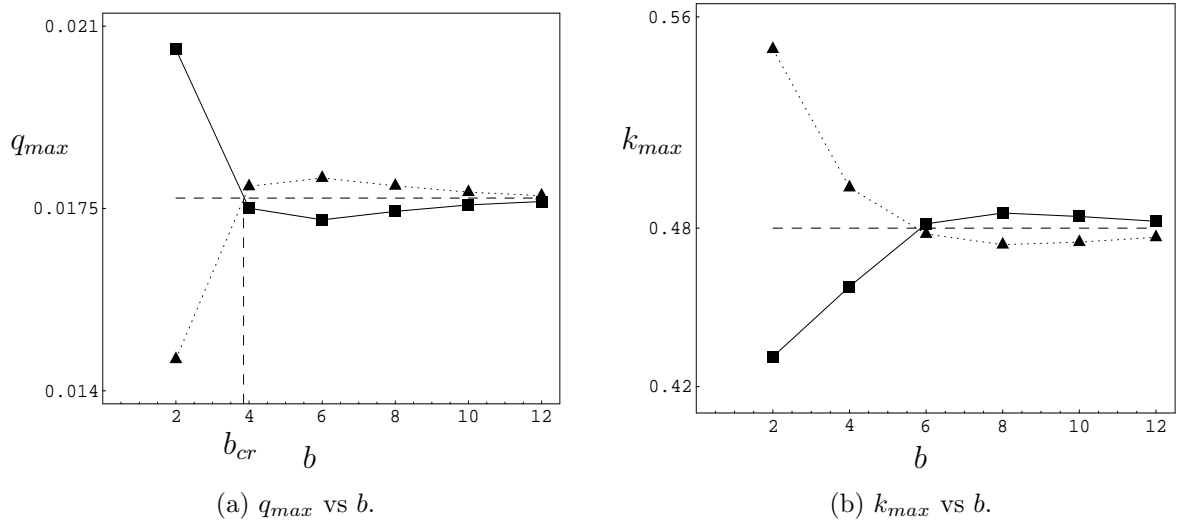 0.021
q_max
0.0175
0.014
2 4 6 8 10 12
b_cr b
(a) q_max vs b.
0.56
k_max
0.48
0.42
2 4 6 8 10 12
b
(b) k_max vs b.